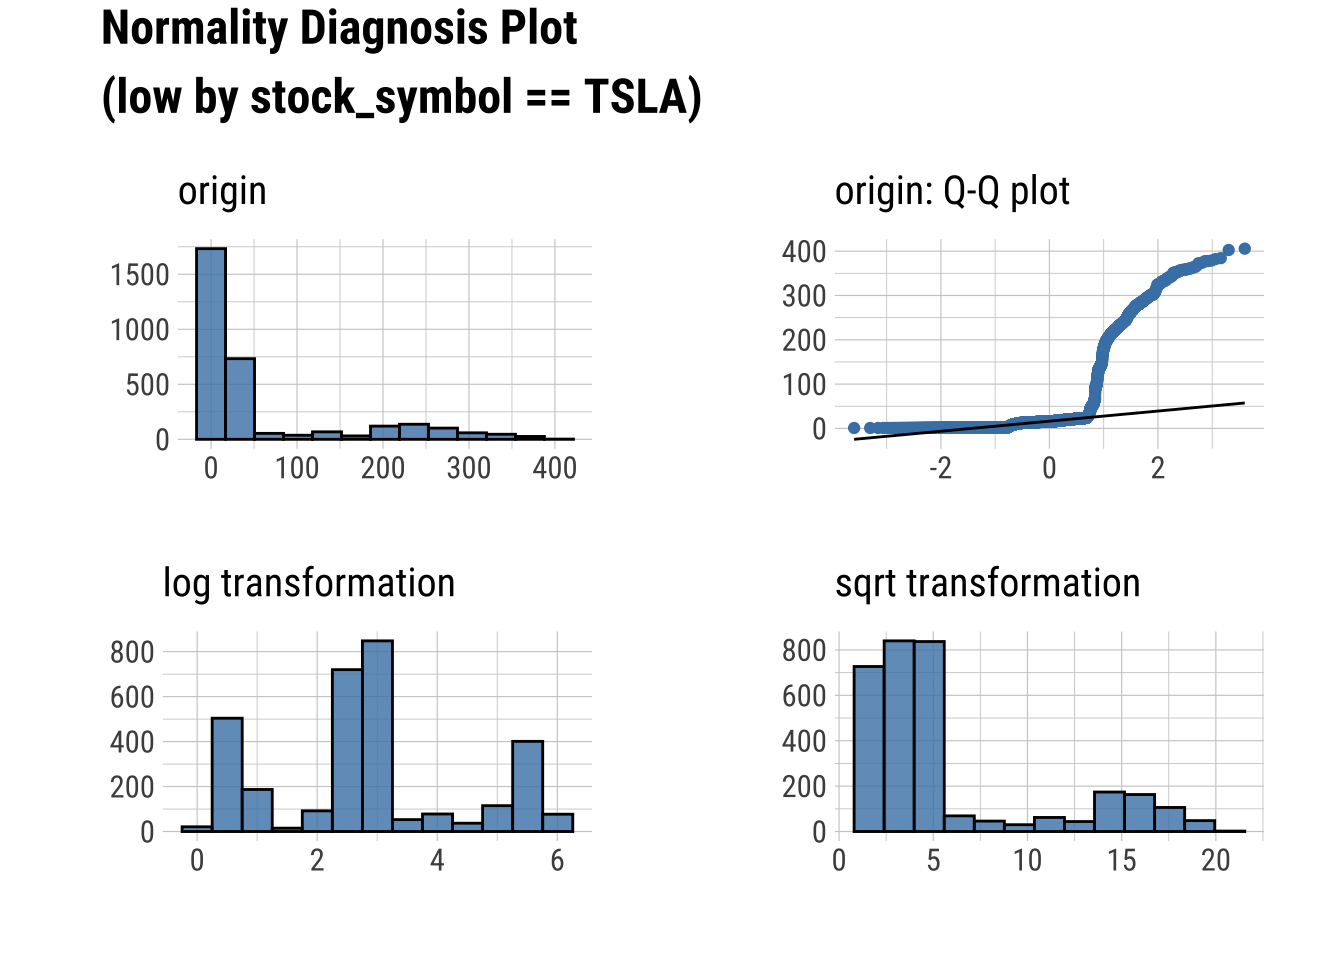 Normality Diagnosis Plot
(low by stock_symbol == TSLA)
origin
1500
1000
500
0
0 100 200 300 400
origin: Q-Q plot
400
300
200
100
0
-2 0 2
log transformation
800
600
400
200
0
0 2 4 6
sqrt transformation
800
600
400
200
0
0 5 10 15 20